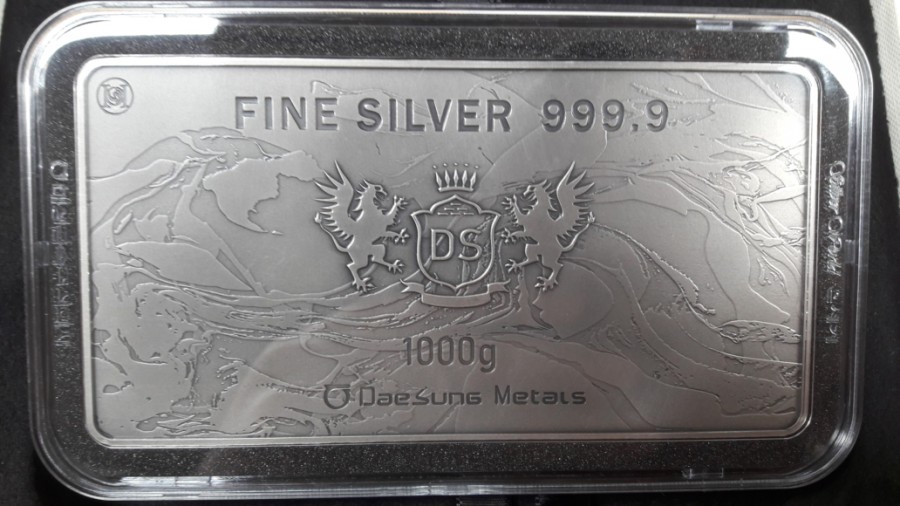 FINE SILVER 999.9
DS
1000g
DaeSung Metals